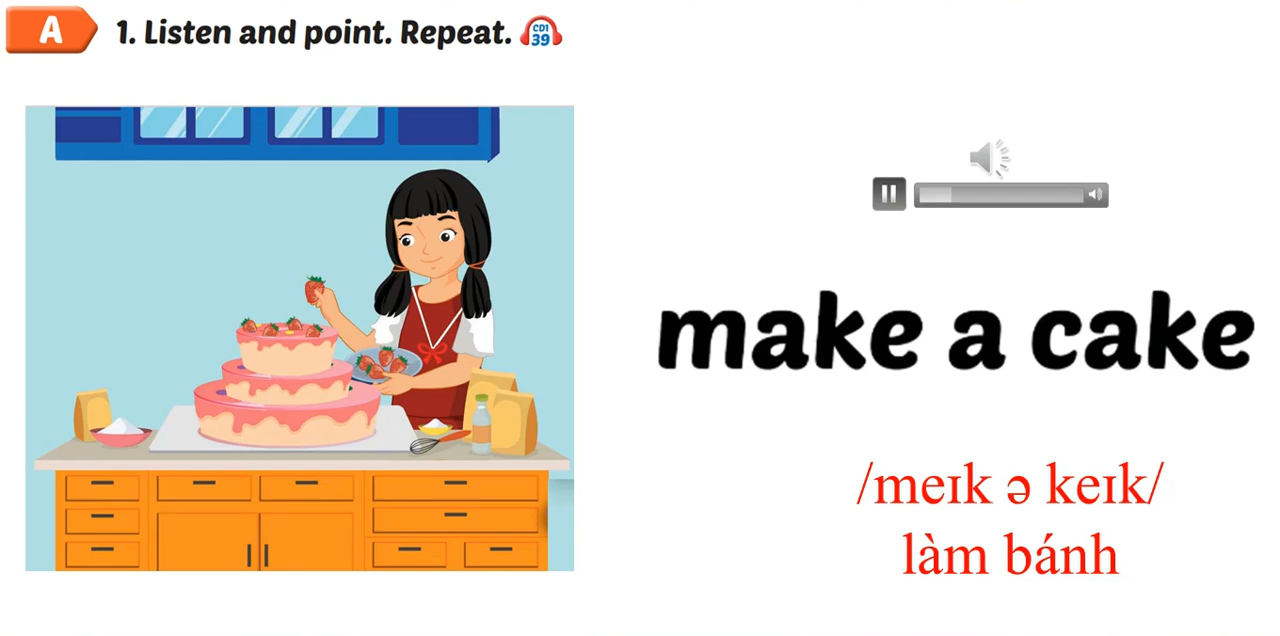 A 1. Listen and point. Repeat. CD1 39
make a cake
/meɪk ə keɪk/
làm bánh